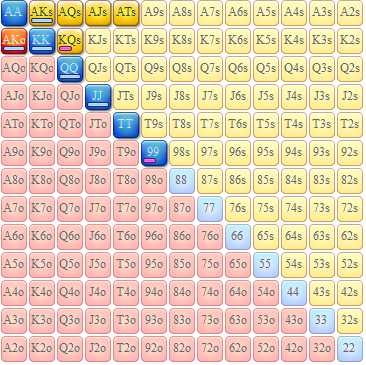 AA AKs AQs AJs ATs A9s A8s A7s A6s A5s A4s A3s A2s
AKo KK KQs KJs KTs K9s K8s K7s K6s K5s K4s K3s K2s
AQo KQo QQ QJs QTs Q9s Q8s Q7s Q6s Q5s Q4s Q3s Q2s
AJo KJo QJo JJ JTs J9s J8s J7s J6s J5s J4s J3s J2s
ATo KTo QTo JTo TT T9s T8s T7s T6s T5s T4s T3s T2s
A9o K9o Q9o J9o T9o 99 98s 97s 96s 95s 94s 93s 92s
A8o K8o Q8o J8o T8o 98o 88 87s 86s 85s 84s 83s 82s
A7o K7o Q7o J7o T7o 97o 87o 77 76s 75s 74s 73s 72s
A6o K6o Q6o J6o T6o 96o 86o 76o 66 65s 64s 63s 62s
A5o K5o Q5o J5o T5o 95o 85o 75o 65o 55 54s 53s 52s
A4o K4o Q4o J4o T4o 94o 84o 74o 64o 54o 44 43s 42s
A3o K3o Q3o J3o T3o 93o 83o 73o 63o 53o 43o 33 32s
A2o K2o Q2o J2o T2o 92o 82o 72o 62o 52o 42o 32o 22